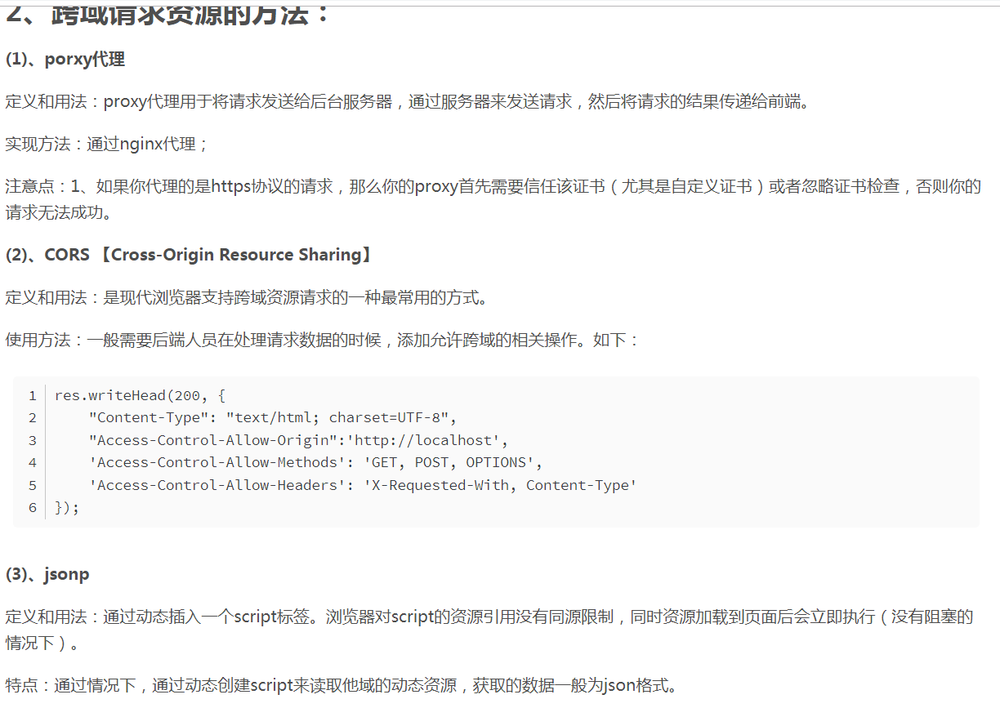 2、跨域请求资源的方法：
(1)、porxy代理
定义和用法：proxy代理用于将请求发送给后台服务器，通过服务器来发送请求，然后将请求的结果传递给前端。
实现方法：通过nginx代理；
注意点：1、如果你代理的是https协议的请求，那么你的proxy首先需要信任该证书（尤其是自定义证书）或者忽略证书检查，否则你的
请求无法成功。
(2)、CORS 【Cross-Origin Resource Sharing】
定义和用法：是现代浏览器支持跨域资源请求的一种最常用的方式。
使用方法：一般需要后端人员在处理请求数据的时候，添加允许跨域的相关操作。如下：
1 res.writeHead(200, {
2     "Content-Type": "text/html; charset=UTF-8",
3     "Access-Control-Allow-Origin":'http://localhost',
4     'Access-Control-Allow-Methods': 'GET, POST, OPTIONS',
5     'Access-Control-Allow-Headers': 'X-Requested-With, Content-Type'
6 });
(3)、jsonp
定义和用法：通过动态插入一个script标签。浏览器对script的资源引用没有同源限制，同时资源加载到页面后会立即执行（没有阻塞的
情况下）。
特点：通过情况下，通过动态创建script来读取他域的动态资源，获取的数据一般为json格式。